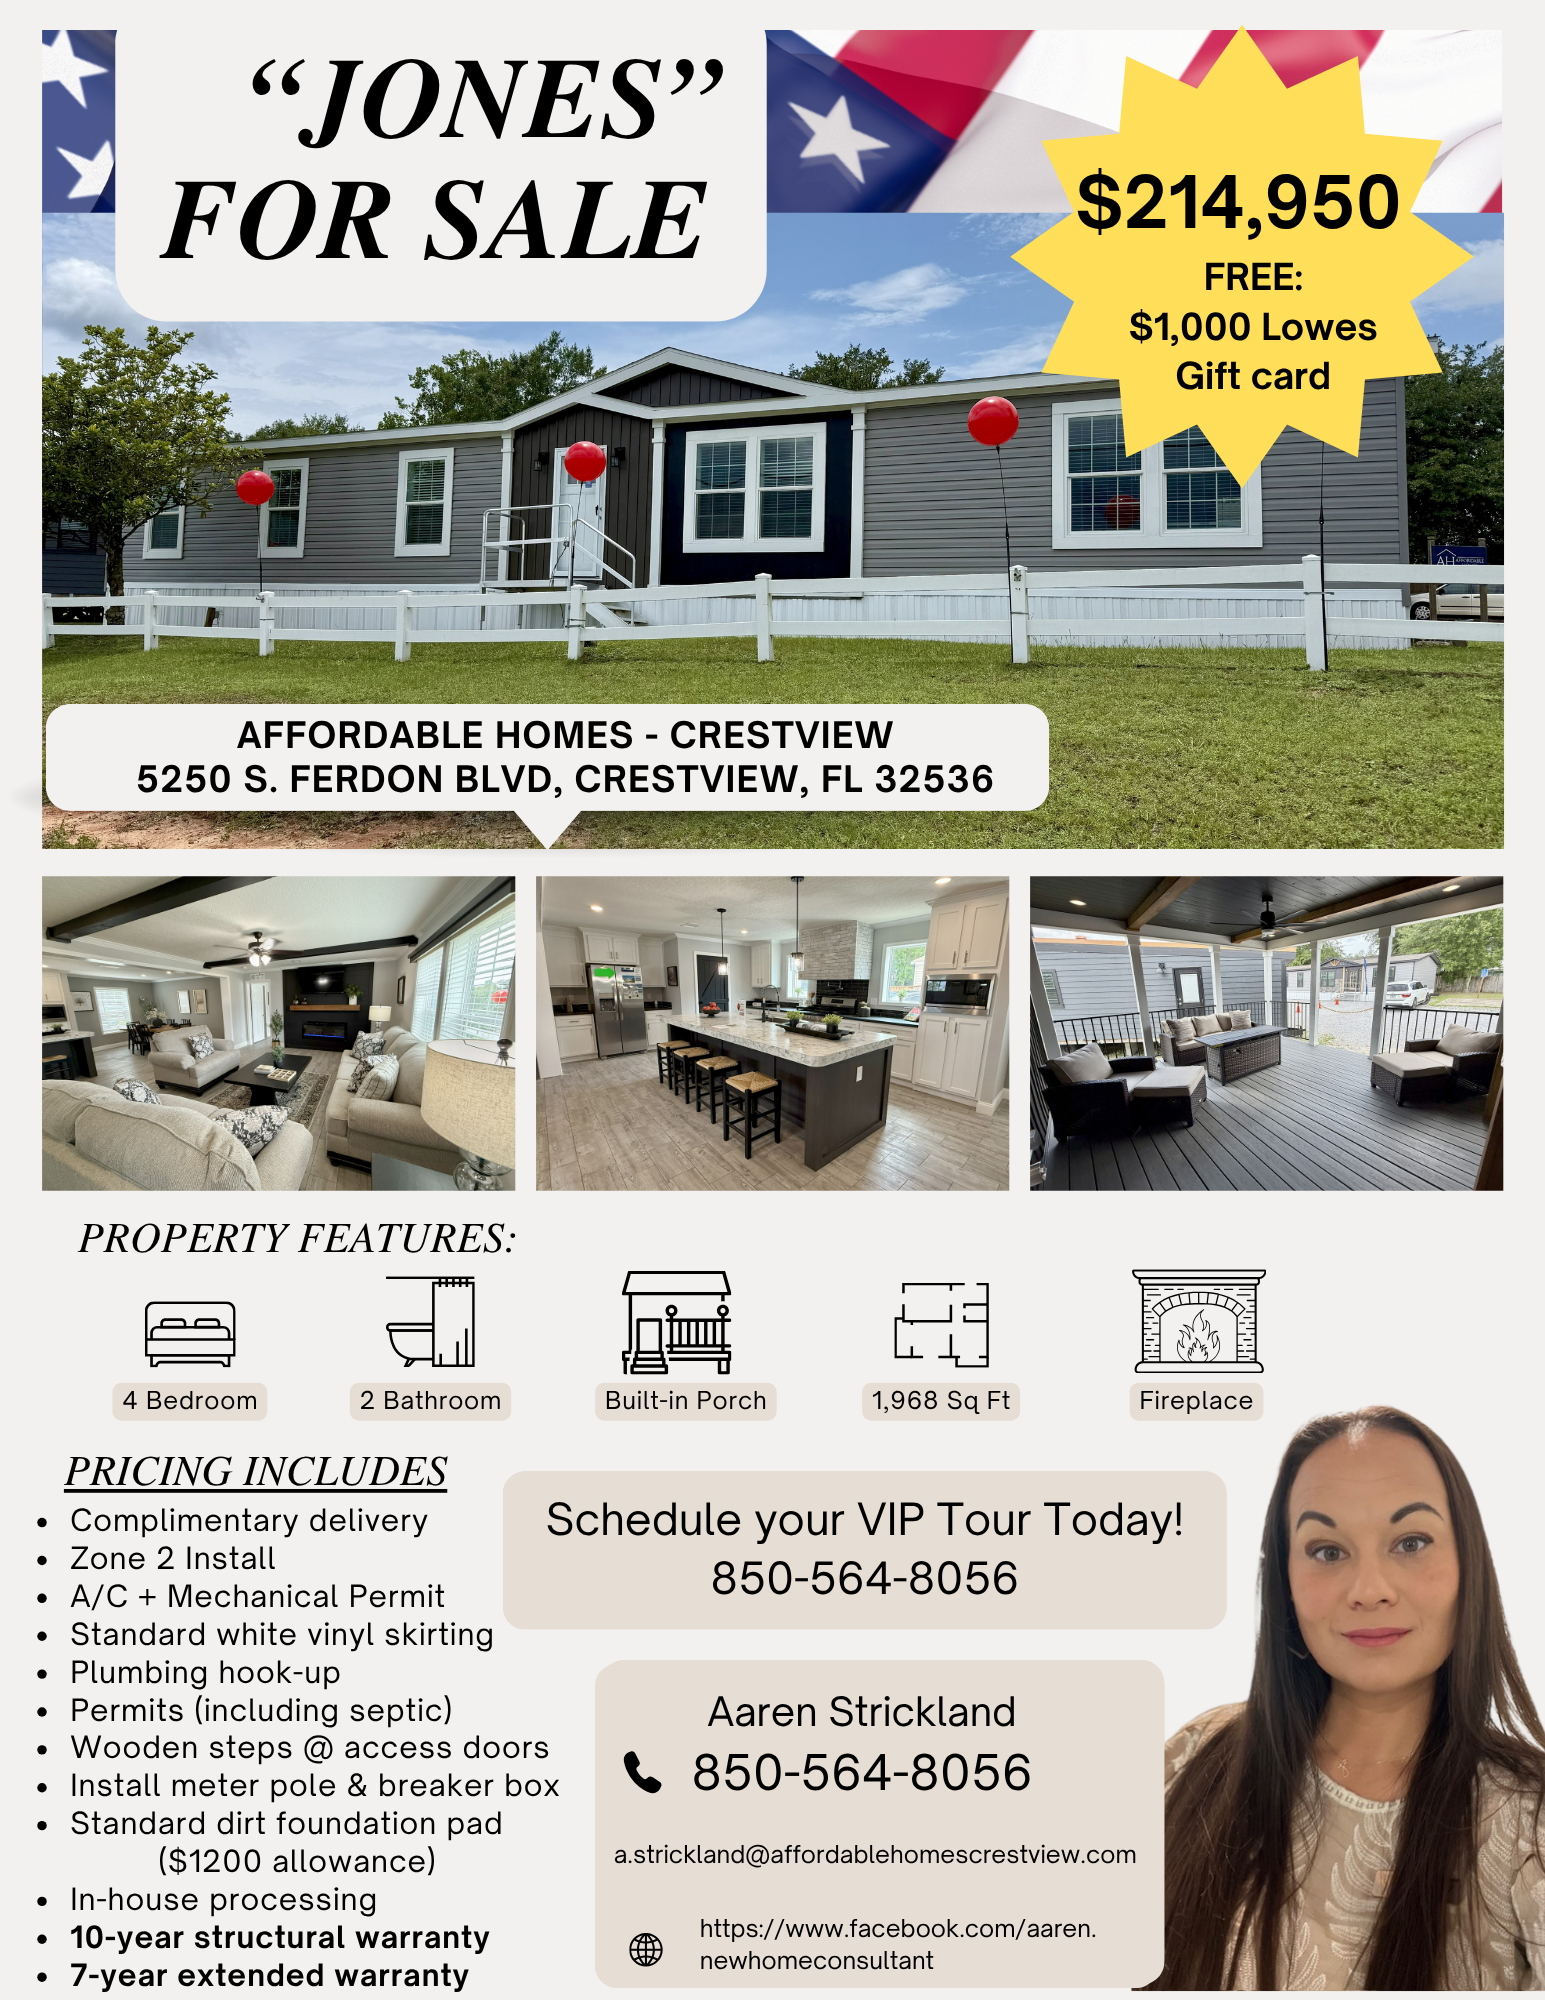 “JONES”
FOR SALE
$214,950
FREE:
$1,000 Lowes
Gift card
AH AFFORDABLE
AFFORDABLE HOMES - CRESTVIEW
5250 S. FERDON BLVD, CRESTVIEW, FL 32536
PROPERTY FEATURES:
4 Bedroom
2 Bathroom
Built-in Porch
1,968 Sq Ft
Fireplace
PRICING INCLUDES
• Complimentary delivery
• Zone 2 Install
• A/C + Mechanical Permit
• Standard white vinyl skirting
• Plumbing hook-up
• Permits (including septic)
• Wooden steps @ access doors
• Install meter pole & breaker box
• Standard dirt foundation pad
($1200 allowance)
• In-house processing
• 10-year structural warranty
• 7-year extended warranty
Schedule your VIP Tour Today!
850-564-8056
Aaren Strickland
850-564-8056
a.strickland@affordablehomescrestview.com
https://www.facebook.com/aaren.
newhomeconsultant